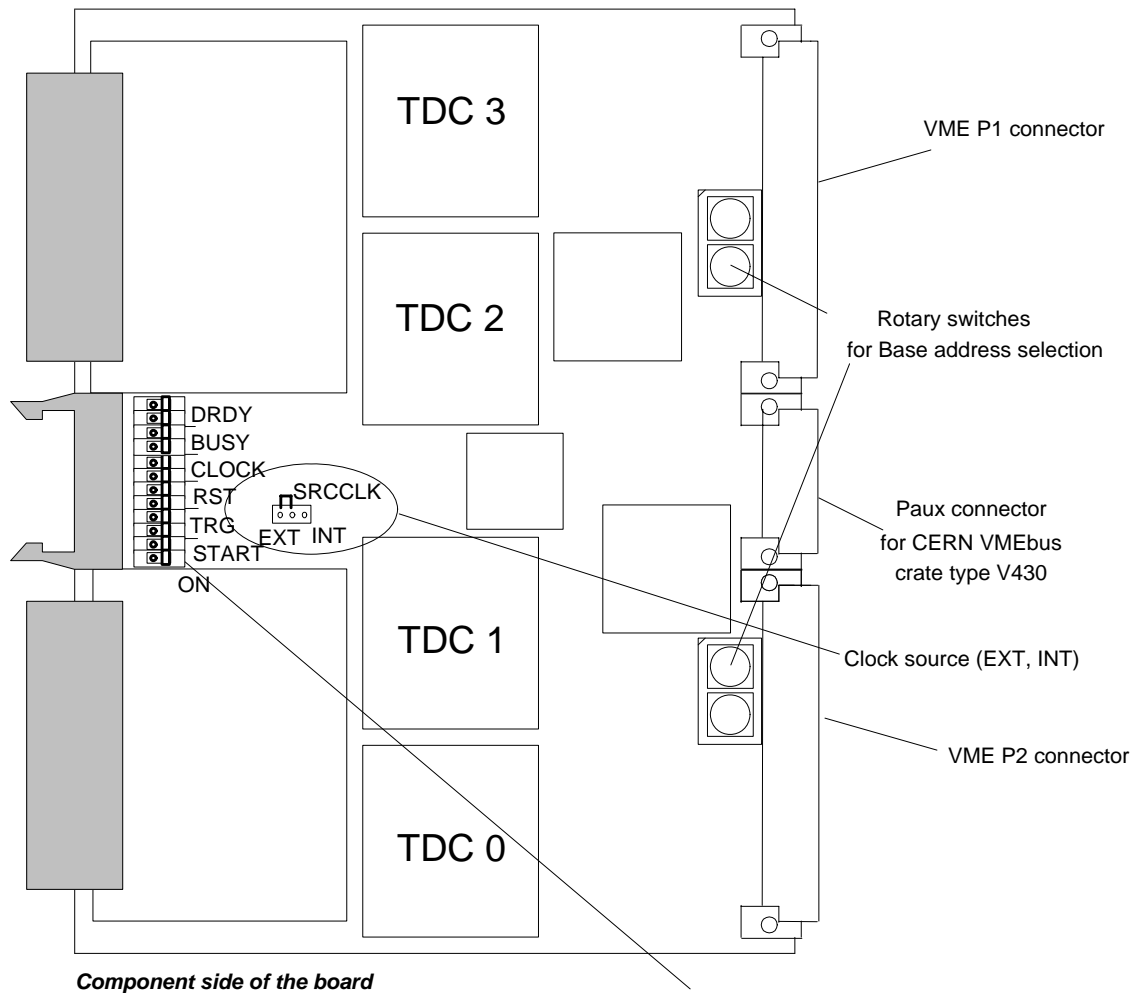 TDC 3
VME P1 connector
TDC 2
Rotary switches
for Base address selection
DRDY
BUSY
CLOCK
RST
TRG
START
ON
SRCCLK
EXT INT
Paux connector
for CERN VMEbus
crate type V430
TDC 1
Clock source (EXT, INT)
VME P2 connector
TDC 0
Component side of the board